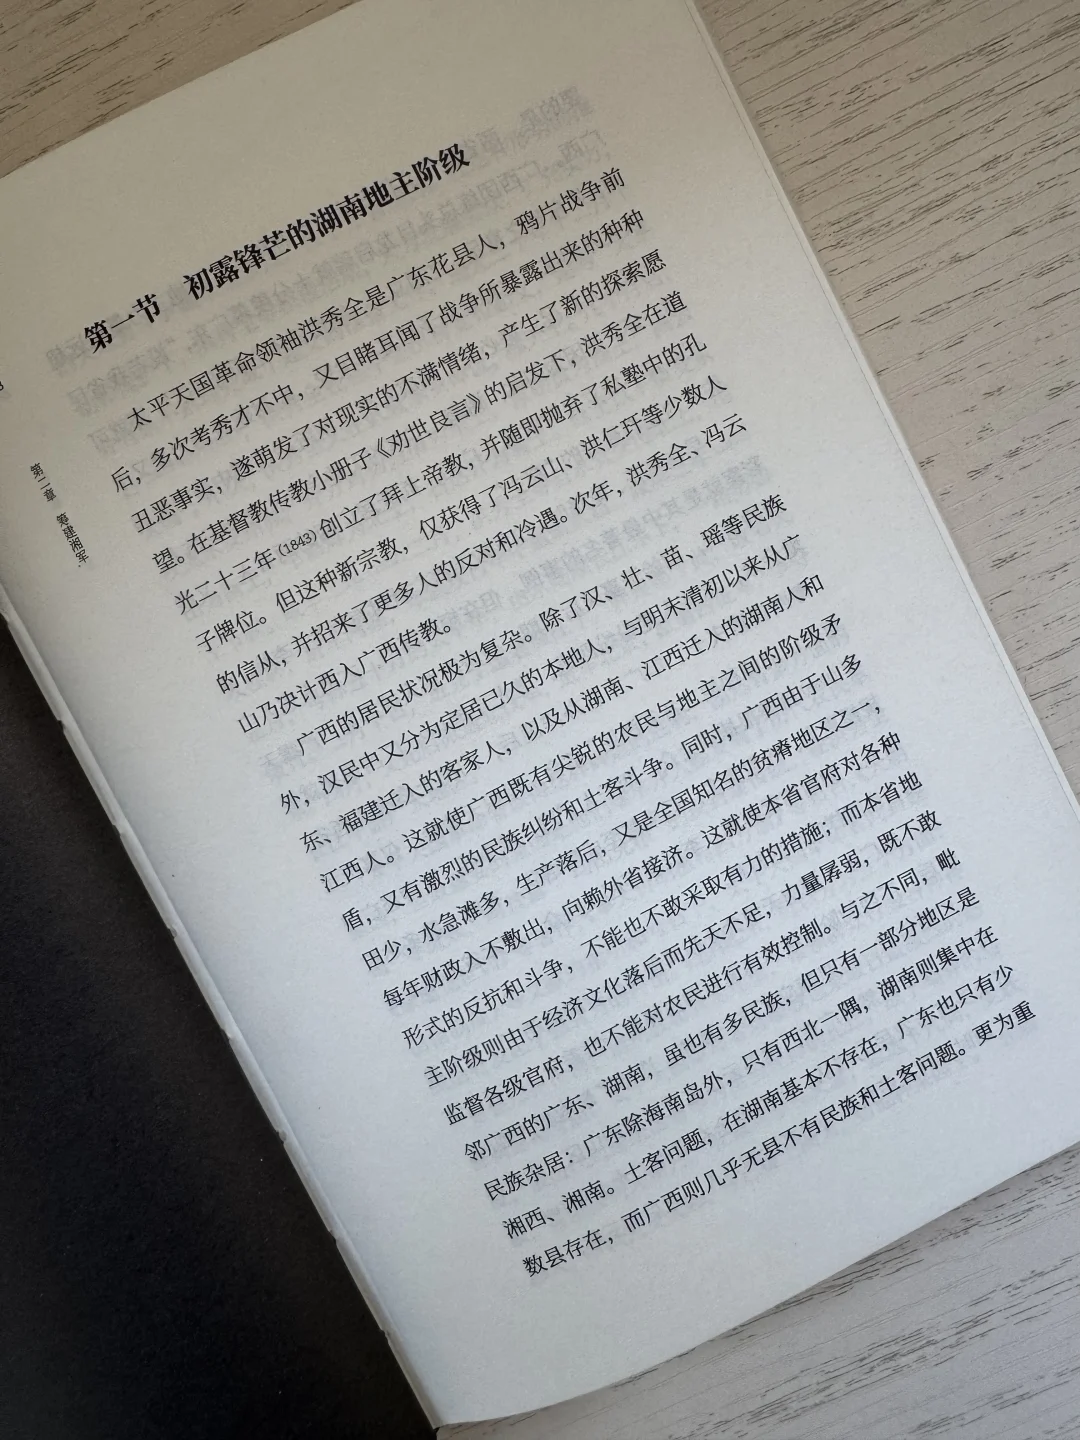 第一节 初露锋芒的湖南地主阶级
太平天国革命领袖洪秀全是广东花县人，鸦片战争前
后，多次考秀才不中，又目睹耳闻了战争所暴露出来的种种
丑恶事实，遂萌发了对现实的不满情绪，产生了新的探索愿
望。在基督教传教小册子《劝世良言》的启发下，洪秀全在道
光二十三年(1843)创立了拜上帝教，并随即抛弃了私塾中的孔
子牌位。但这种新宗教，仅获得了冯云山、洪仁玕等少数人
的信从，并招来了更多人的反对和冷遇。次年，洪秀全、冯云
山乃决计西入广西传教。
广西的居民状况极为复杂。除了汉、壮、苗、瑶等民族
外，汉民中又分为定居已久的本地人，与明末清初以来从广
东、福建迁入的客家人，以及从湖南、江西迁入的湖南人和
江西人。这就使广西既有尖锐的农民与地主之间的阶级矛
盾，又有激烈的民族纠纷和土客斗争。同时，广西由于山多
田少，水急滩多，生产落后，又是全国知名的贫瘠地区之一，
每年财政入不敷出，向赖外省接济。这就使本省官府对各种
形式的反抗和斗争，不能也不敢采取有力的措施；而本省地
主阶级则由于经济文化落后而先天不足，力量孱弱，既不敢
监督各级官府，也不能对农民进行有效控制。与之不同，毗
邻广西的广东、湖南，虽也有多民族，但只有一部分地区是
民族杂居：广东除海南岛外，只有西北一隅，湖南则集中在
湘西、湘南。土客问题，在湖南基本不存在，广东也只有少
数县存在，而广西则几乎无县不有民族和土客问题。更为重
第二章 筹建湘军